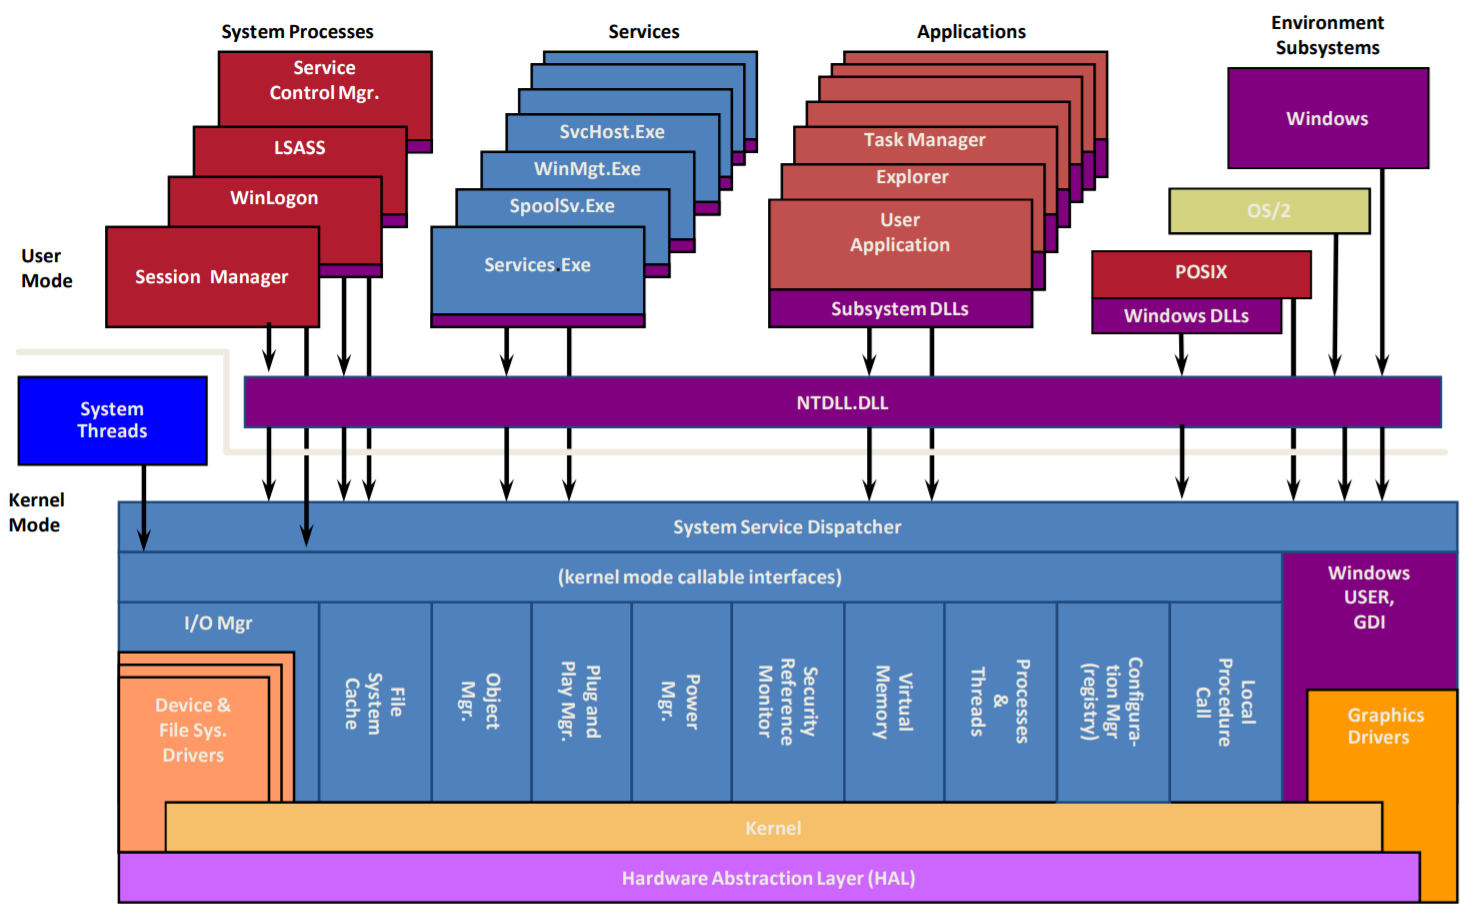 System Processes
Services
Applications
Environment
Subsystems
Service
Control Mgr.
LSASS
WinLogon
Session Manager
SvcHost.Exe
WinMgt.Exe
SpoolSv.Exe
Services.Exe
Task Manager
Explorer
User
Application
Subsystem DLLs
Windows
OS/2
POSIX
Windows DLLs
User
Mode
NTDLL.DLL
System
Threads
Kernel
Mode
System Service Dispatcher
(kernel mode callable interfaces)
Windows
USER,
GDI
I/O Mgr
Device &
File Sys.
Drivers
File
System
Cache
Object
Mgr.
Plug and
Play Mgr.
Power
Mgr.
Security
Reference
Monitor
Virtual
Memory
Processes
&
Threads
Configura-
tion Mgr
(registry)
Local
Procedure
Call
Graphics
Drivers
Kernel
Hardware Abstraction Layer (HAL)